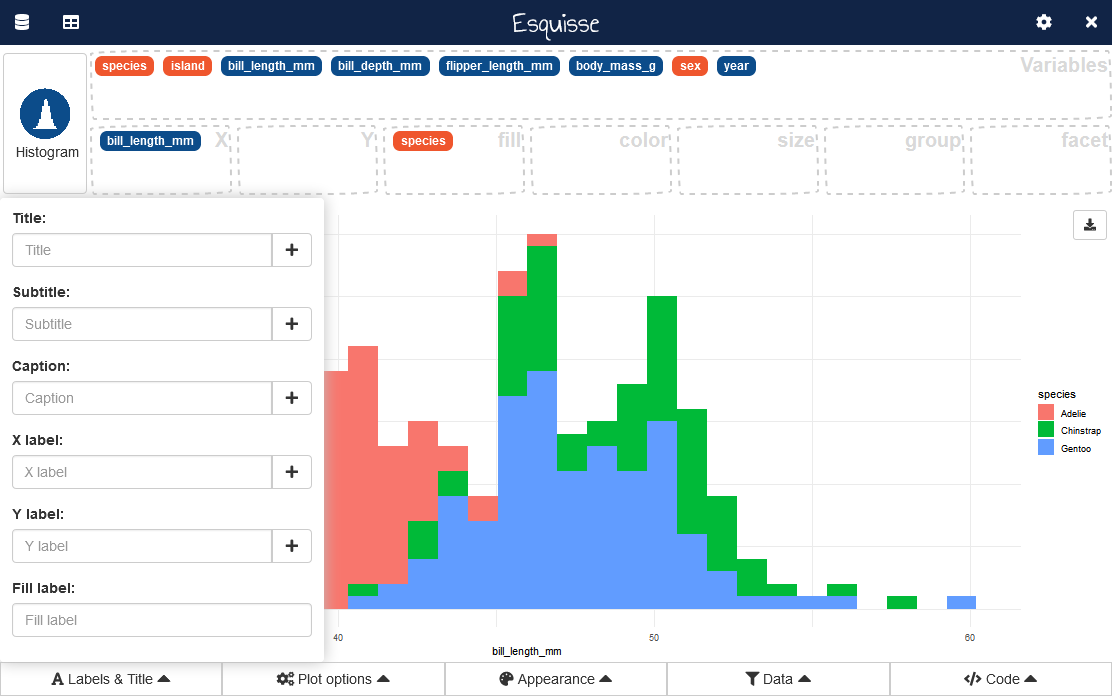 Esquisse
species island bill_length_mm bill_depth_mm flipper_length_mm body_mass_g sex year Variables
Histogram
bill_length_mm X Y species fill color size group facet
Title:
Title
Subtitle:
Subtitle
Caption:
Caption
X label:
X label
Y label:
Y label
Fill label:
Fill label
species
Adelie
Chinstrap
Gentoo
40 50 60
bill_length_mm
Labels & Title Plot options Appearance Data Code